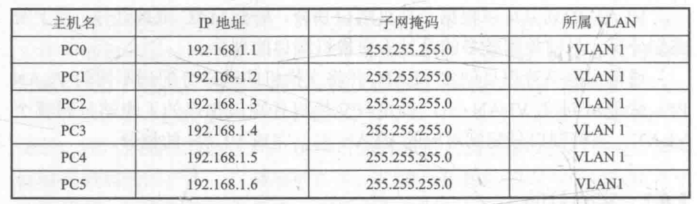 主机名 IP 地址 子网掩码 所属 VLAN
PC0 192.168.1.1 255.255.255.0 VLAN 1
PC1 192.168.1.2 255.255.255.0 VLAN 1
PC2 192.168.1.3 255.255.255.0 VLAN 1
PC3 192.168.1.4 255.255.255.0 VLAN 1
PC4 192.168.1.5 255.255.255.0 VLAN 1
PC5 192.168.1.6 255.255.255.0 VLAN1